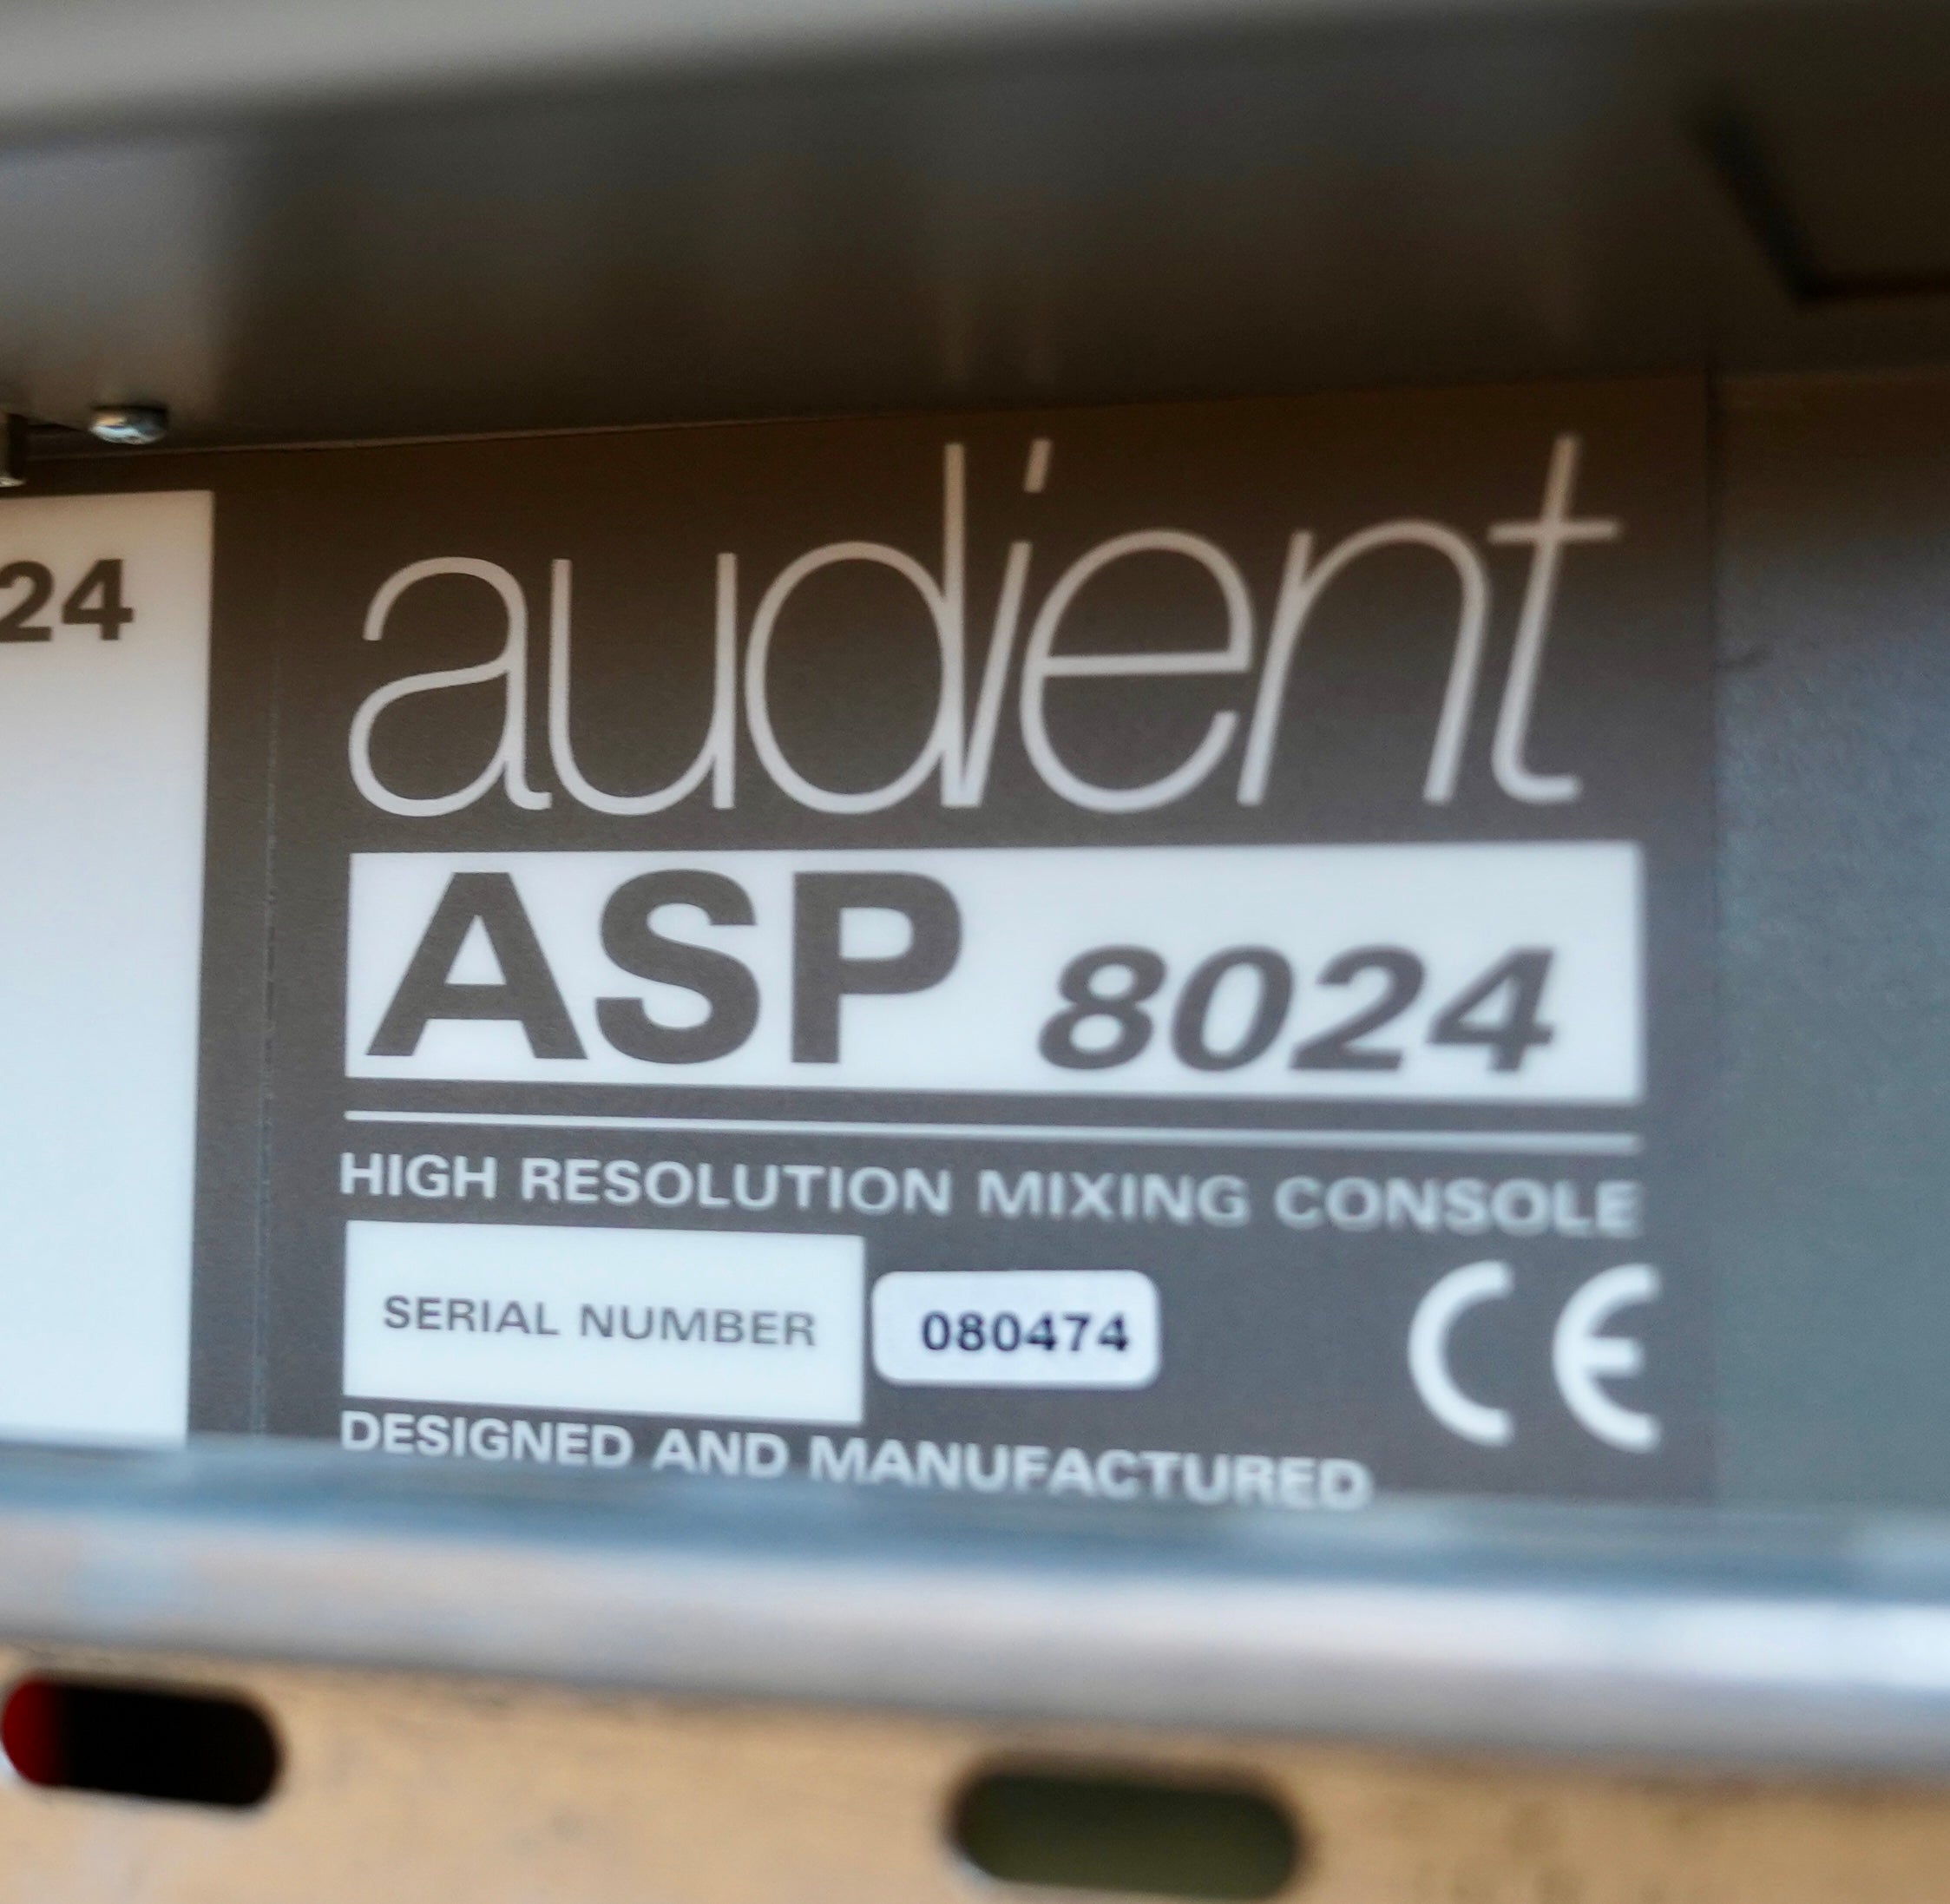 24
audient
ASP 8024
HIGH RESOLUTION MIXING CONSOLE
SERIAL NUMBER 080474
CE
DESIGNED AND MANUFACTURED